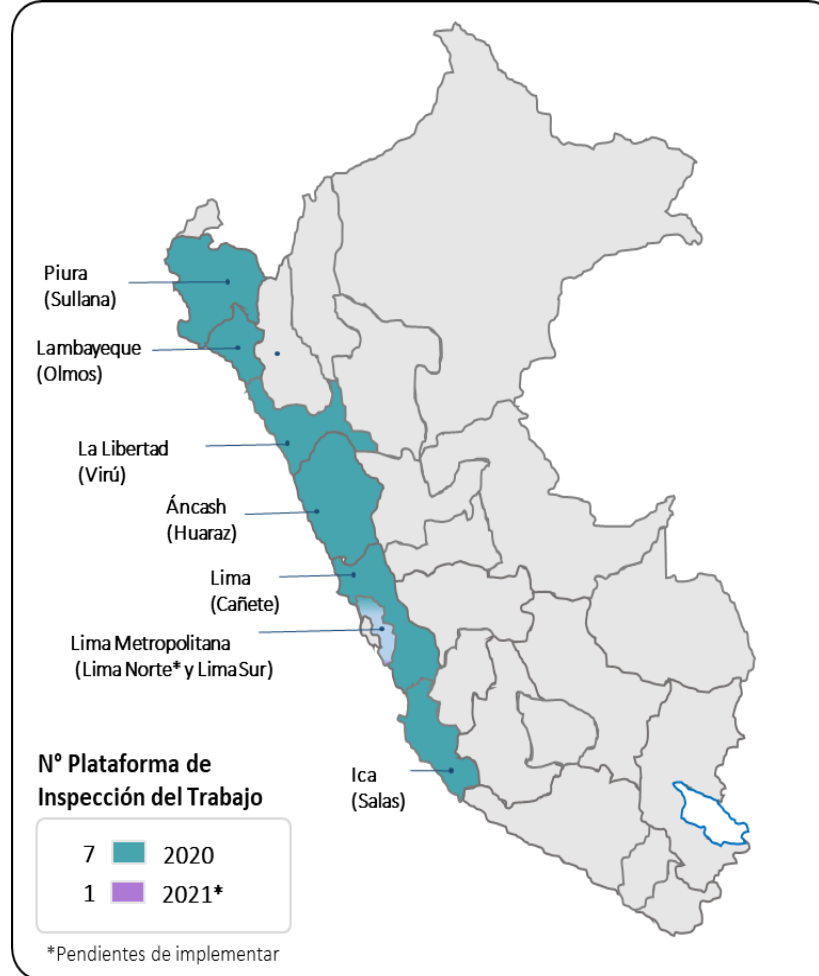 Piura
(Sullana)
Lambayeque
(Olmos)
La Libertad
(Virú)
Áncash
(Huaraz)
Lima
(Cañete)
Lima Metropolitana
(Lima Norte* y Lima Sur)
Ica
(Salas)
N° Plataforma de
Inspección del Trabajo
7 2020
1 2021*
*Pendientes de implementar